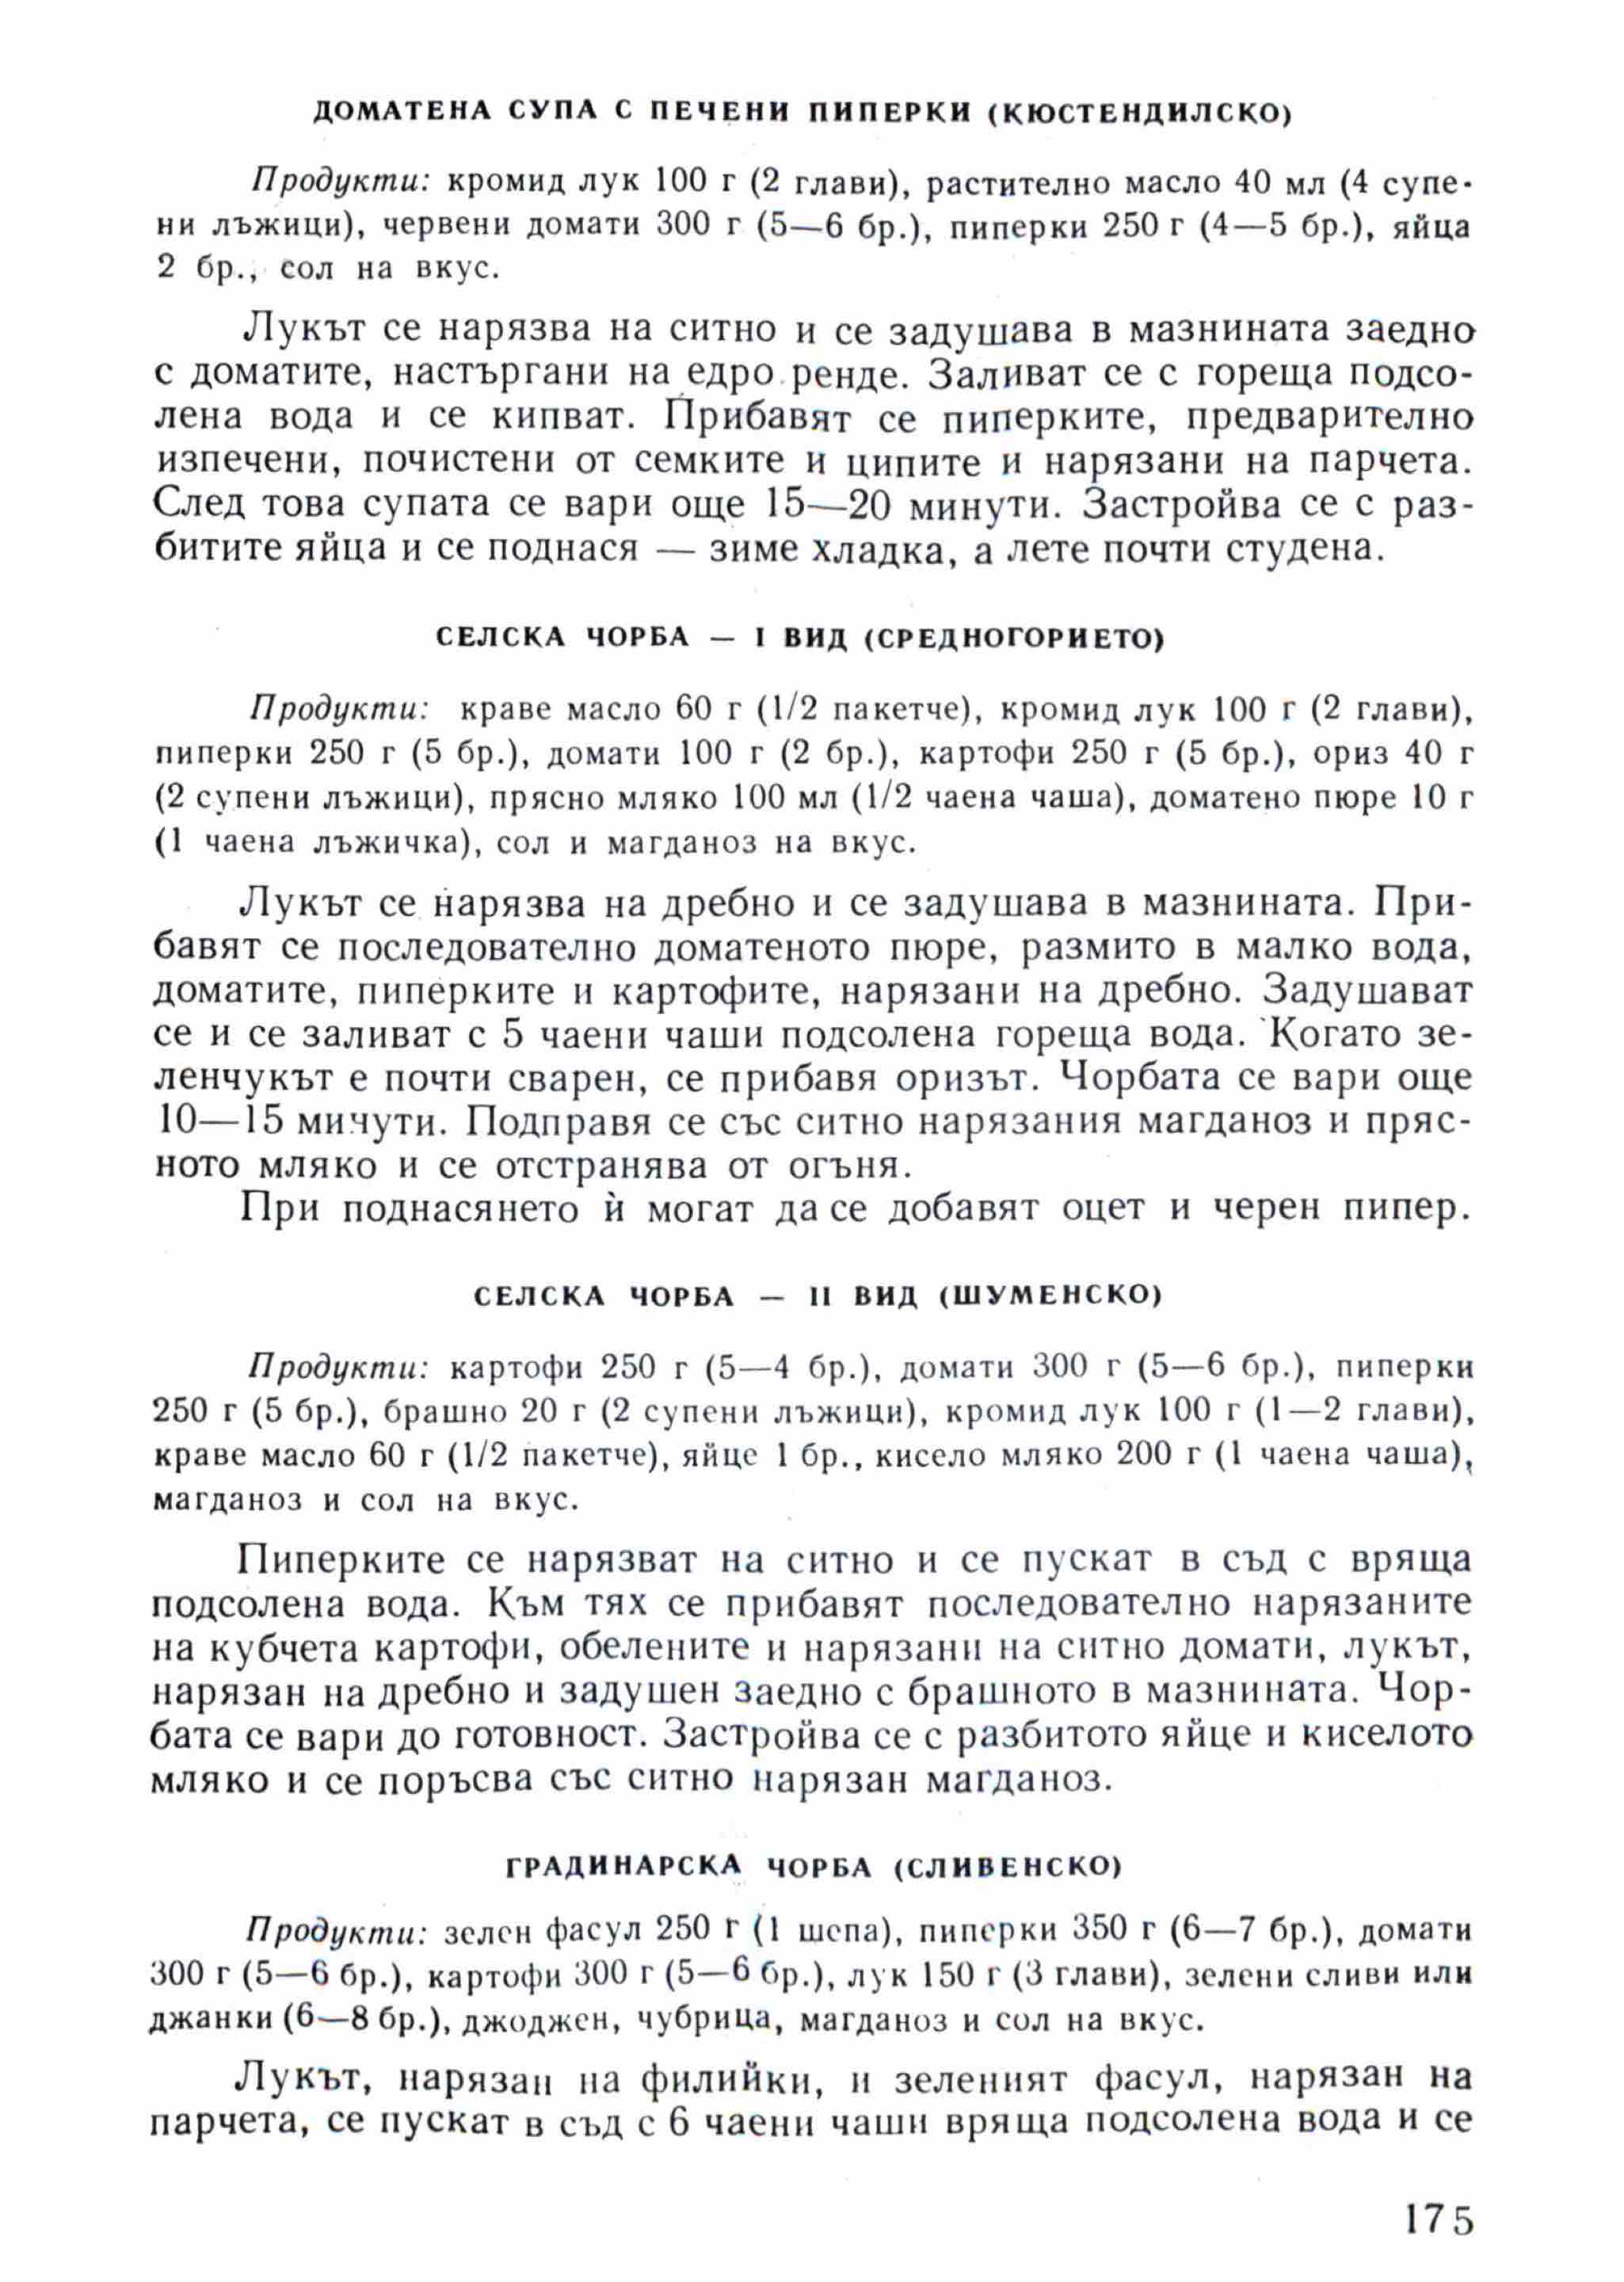 ДОМАТЕНА СУПА С ПЕЧЕНИ ПИПЕРКИ (КЮСТЕНДИЛСКО)
Продукти: кромид лук 100 г (2 глави), растително масло 40 мл (4 супе-
ни лъжици), червени домати 300 г (5—6 бр.), пиперки 250 г (4—5 бр.), яйца
2 бр., сол на вкус.
Лукът се нарязва на ситно и се задушава в мазнината заедно
с доматите, настъргани на едро ренде. Заливат се с гореща подсо-
лена вода и се кипват. Прибавят се пиперките, предварително
изпечени, почистени от семките и ципите и нарязани на парчета.
След това супата се вари още 15—20 минути. Застройва се с раз-
битите яйца и се поднася — зиме хладка, а лете почти студена.
СЕЛСКА ЧОРБА — I ВИД (СРЕДНОГОРИЕТО)
Продукти: краве масло 60 г (1/2 пакетче), кромид лук 100 г (2 глави),
пиперки 250 г (5 бр.), домати 100 г (2 бр.), картофи 250 г (5 бр.), ориз 40 г
(2 супени лъжици), прясно мляко 100 мл (1/2 чаена чаша), доматено пюре 10 г
(1 чаена лъжичка), сол и магданоз на вкус.
Лукът се нарязва на дребно и се задушава в мазнината. При-
бавят се последователно доматеното пюре, размито в малко вода,
доматите, пиперките и картофите, нарязани на дребно. Задушават
се и се заливат с 5 чаени чаши подсолена гореща вода. Когато зе-
ленчукът е почти сварен, се прибавя оризът. Чорбата се вари още
10—15 минути. Подправя се със ситно нарязания магданоз и пряс-
ното мляко и се отстранява от огъня.
При поднасянето ѝ могат да се добавят оцет и черен пипер.
СЕЛСКА ЧОРБА — II ВИД (ШУМЕНСКО)
Продукти: картофи 250 г (5—4 бр.), домати 300 г (5—6 бр.), пиперки
250 г (5 бр.), брашно 20 г (2 супени лъжици), кромид лук 100 г (1—2 глави),
краве масло 60 г (1/2 пакетче), яйце 1 бр., кисело мляко 200 г (1 чаена чаша),
магданоз и сол на вкус.
Пиперките се нарязват на ситно и се пускат в съд с вряща
подсолена вода. Към тях се прибавят последователно нарязаните
на кубчета картофи, обелените и нарязани на ситно домати, лукът,
нарязан на дребно и задушен заедно с брашното в мазнината. Чор-
бата се вари до готовност. Застройва се с разбитото яйце и киселото
мляко и се поръсва със ситно нарязан магданоз.
ГРАДИНАРСКА ЧОРБА (СЛИВЕНСКО)
Продукти: зелен фасул 250 г (1 шепа), пиперки 350 г (6—7 бр.), домати
300 г (5—6 бр.), картофи 300 г (5—6 бр.), лук 150 г (3 глави), зелени сливи или
джанки (6—8 бр.), джоджен, чубрица, магданоз и сол на вкус.
Лукът, нарязан на филийки, и зеленият фасул, нарязан на
парчета, се пускат в съд с 6 чаени чаши вряща подсолена вода и се
175